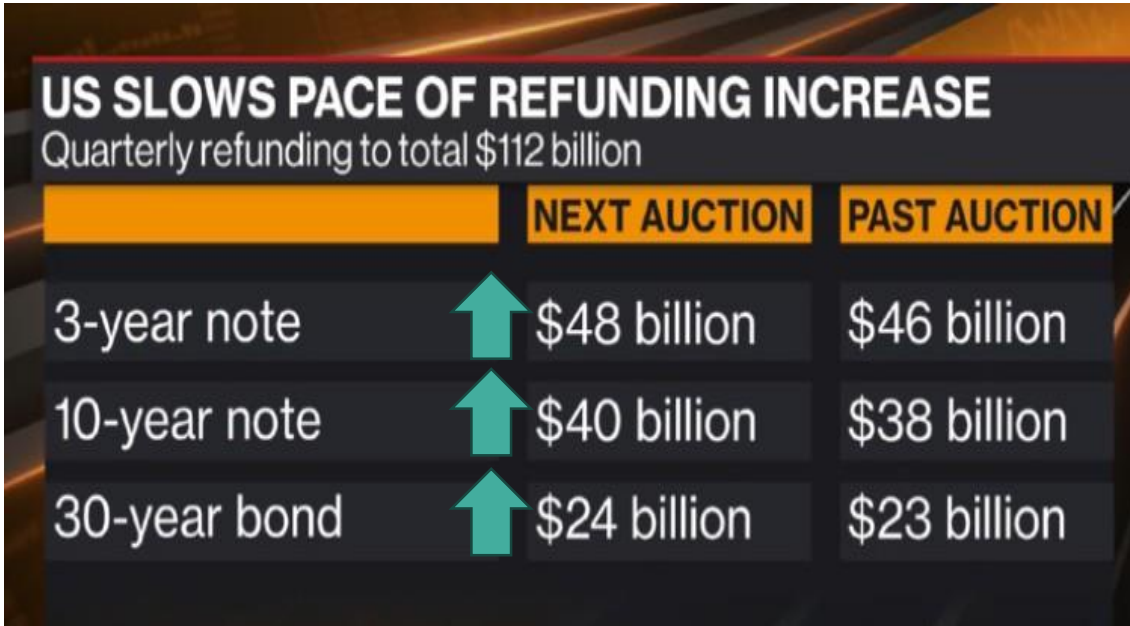 US SLOWS PACE OF REFUNDING INCREASE
Quarterly refunding to total $112 billion
NEXT AUCTION PAST AUCTION
3-year note $48 billion $46 billion
10-year note $40 billion $38 billion
30-year bond $24 billion $23 billion